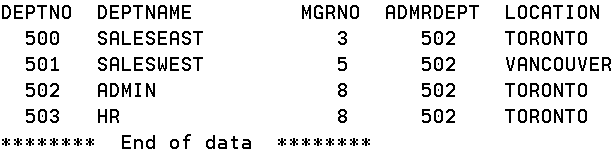 DEPTNO  DEPTNAME        MGRNO  ADMRDEPT  LOCATION
  500   SALESEAST          3      502    TORONTO
  501   SALESWEST          5      502    VANCOUVER
  502   ADMIN              8      502    TORONTO
  503   HR                 8      502    TORONTO
********  End of data  ********